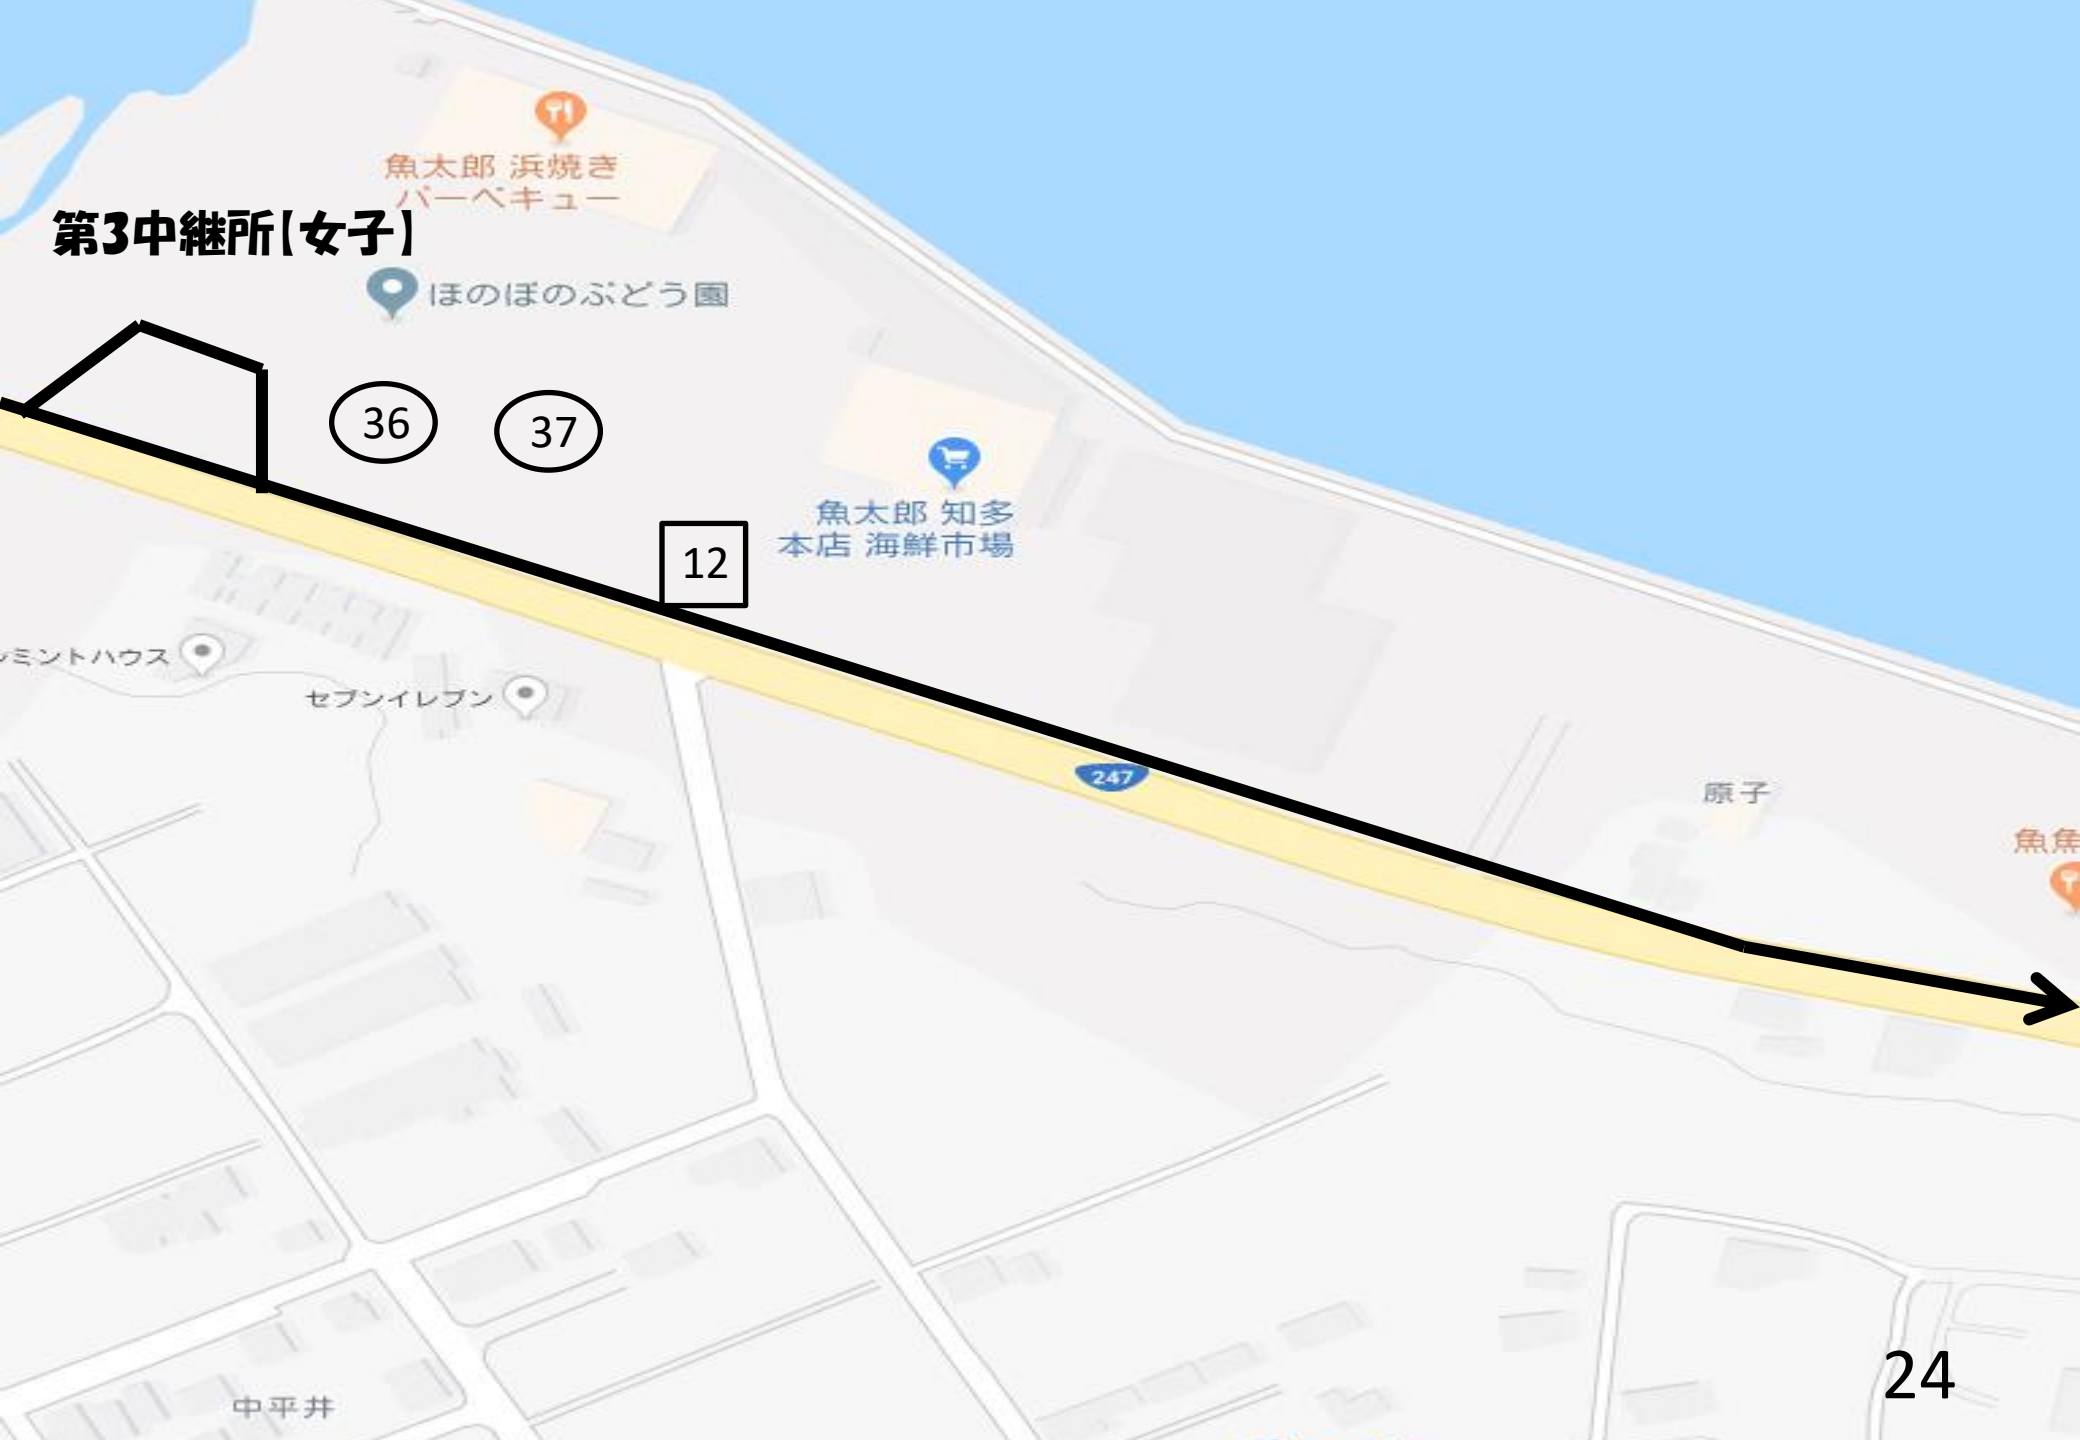 魚太郎 浜焼き
バーベキュー
第3中継所【女子】
ほのぼのぶどう園
36
37
魚太郎 知多
本店 海鮮市場
12
ミントハウス
セブンイレブン
247
原子
魚魚
24
中平井